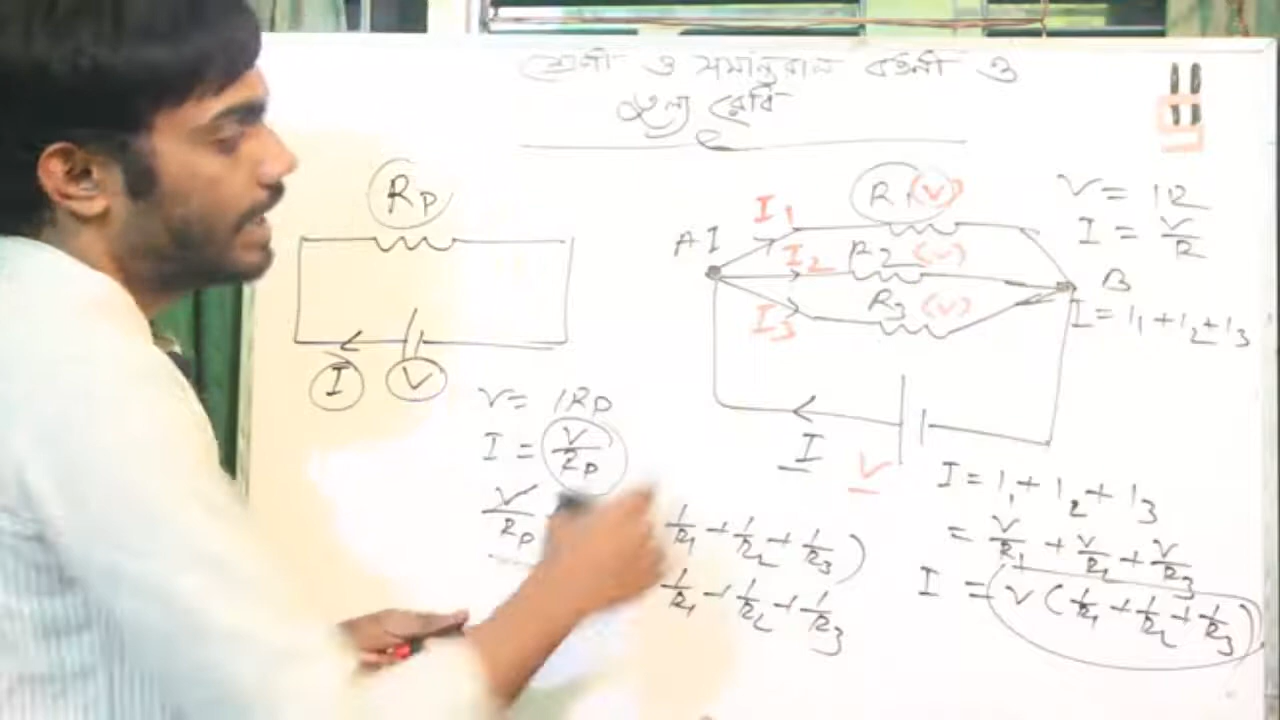 শ্রেণী ও সমান্তরাল বর্তনী ও
তুল্য রোধ
Rp
I
V
V = IRp
I = V/Rp
V/Rp
1/R1 + 1/R2 + 1/R3)
1/R1 + 1/R2 + 1/R3
A I
I1
R1 (V)
I2
R2 (V)
I3
R3 (V)
B
I
V
V = IR
I = V/R
I = I1 + I2 + I3
I = I1 + I2 + I3
= V/R1 + V/R2 + V/R3
I = V (1/R1 + 1/R2 + 1/R3)